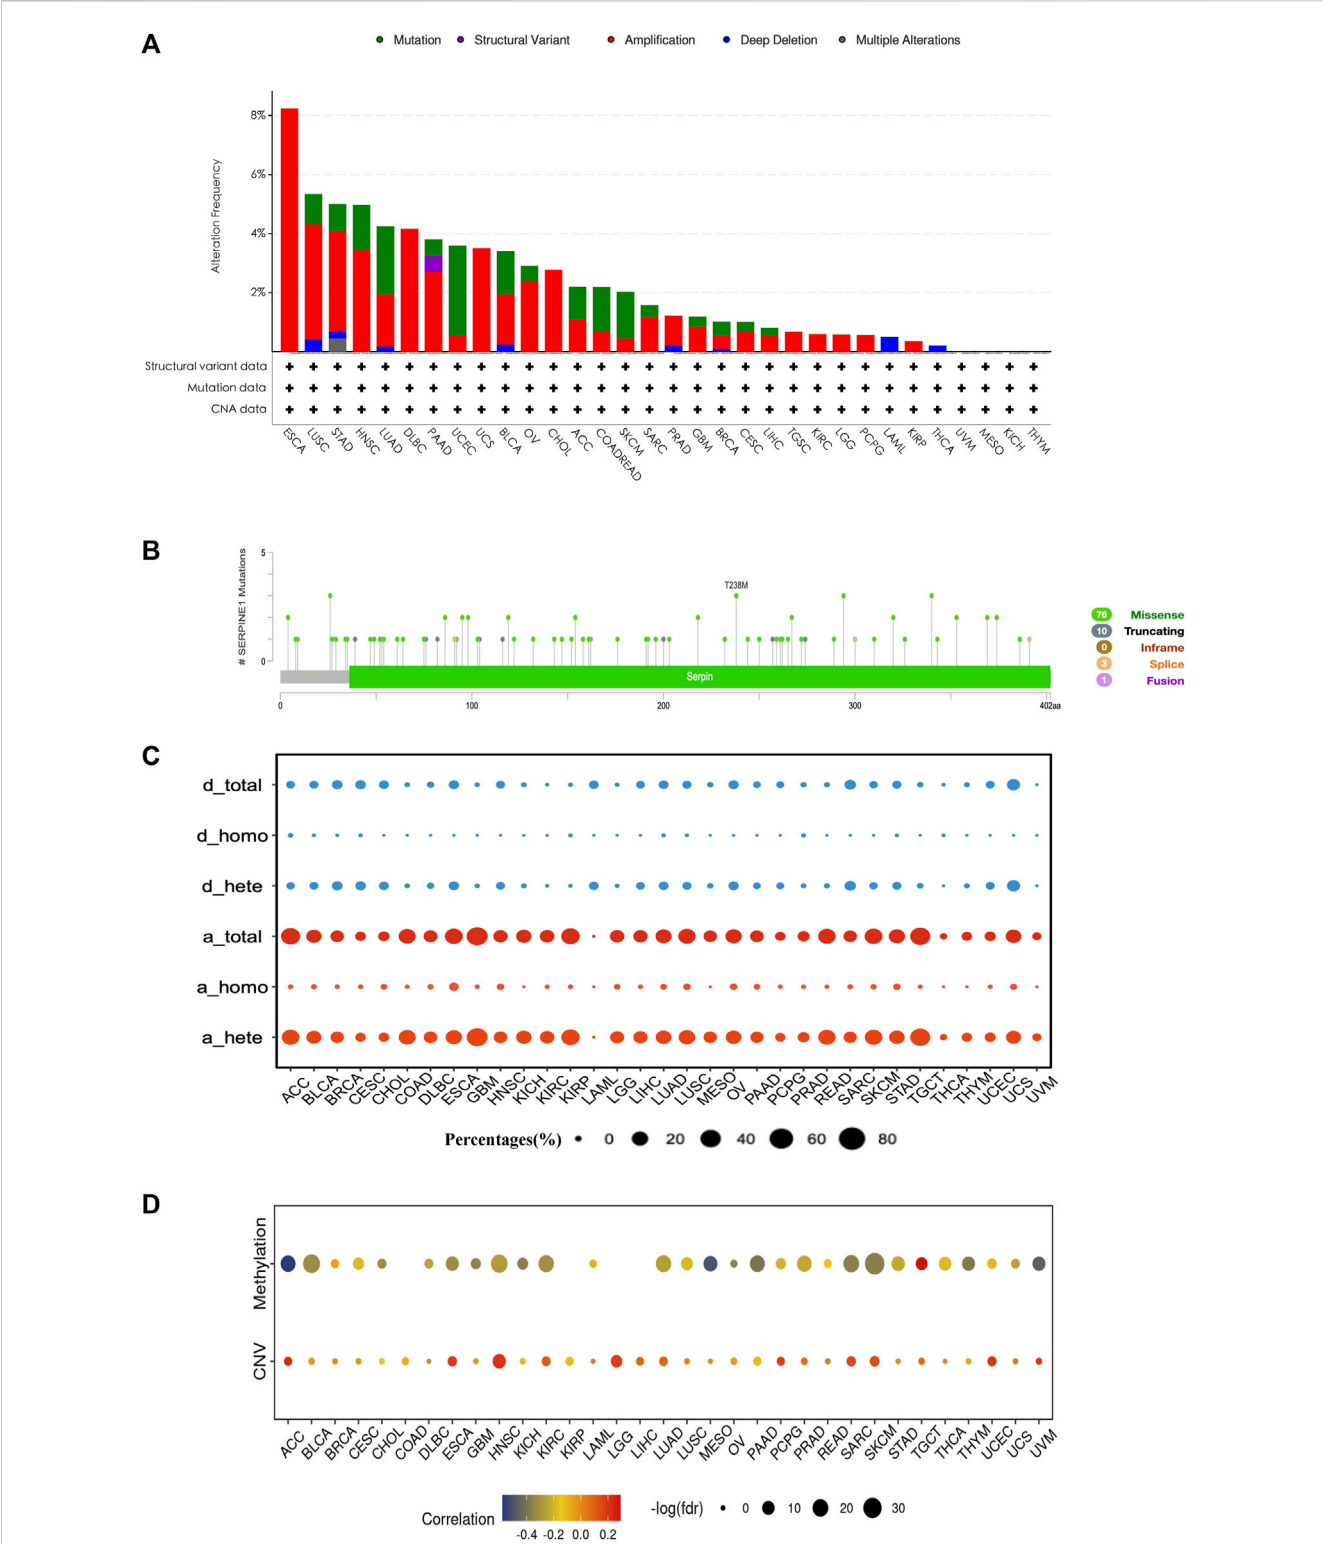 A
Mutation Structural Variant Amplification Deep Deletion Multiple Alterations
Alteration Frequency
8%
6%
4%
2%
Structural variant data
Mutation data
CNA data
ESCA LUSC STAD HNSC LUAD DLBC PAAD UCEC UCS BLCA OV CHOL ACC COADREAD SKCM SARC PRAD GBM BRCA CESC LIHC TGSC KIRC LGG PCPG LAML KIRP THCA UVM MESO KICH THYM
B
# SERPINE1 Mutations
5
0
T238M
Serpin
0 100 200 300 402aa
76 Missense
10 Truncating
0 Inframe
3 Splice
1 Fusion
C
d_total
d_homo
d_hete
a_total
a_homo
a_hete
ACC BLCA BRCA CESC CHOL COAD DLBC ESCA GBM HNSC KICH KIRC KIRP LAML LGG LIHC LUAD LUSC MESO OV PAAD PCPG PRAD READ SARC SKCM STAD TGCT THCA THYM UCEC UCS UVM
Percentages(%) 0 20 40 60 80
D
Methylation
CNV
ACC BLCA BRCA CESC CHOL COAD DLBC ESCA GBM HNSC KICH KIRC KIRP LAML LGG LIHC LUAD LUSC MESO OV PAAD PCPG PRAD READ SARC SKCM STAD TGCT THCA THYM UCEC UCS UVM
Correlation -0.4 -0.2 0.0 0.2
-log(fdr) 0 10 20 30